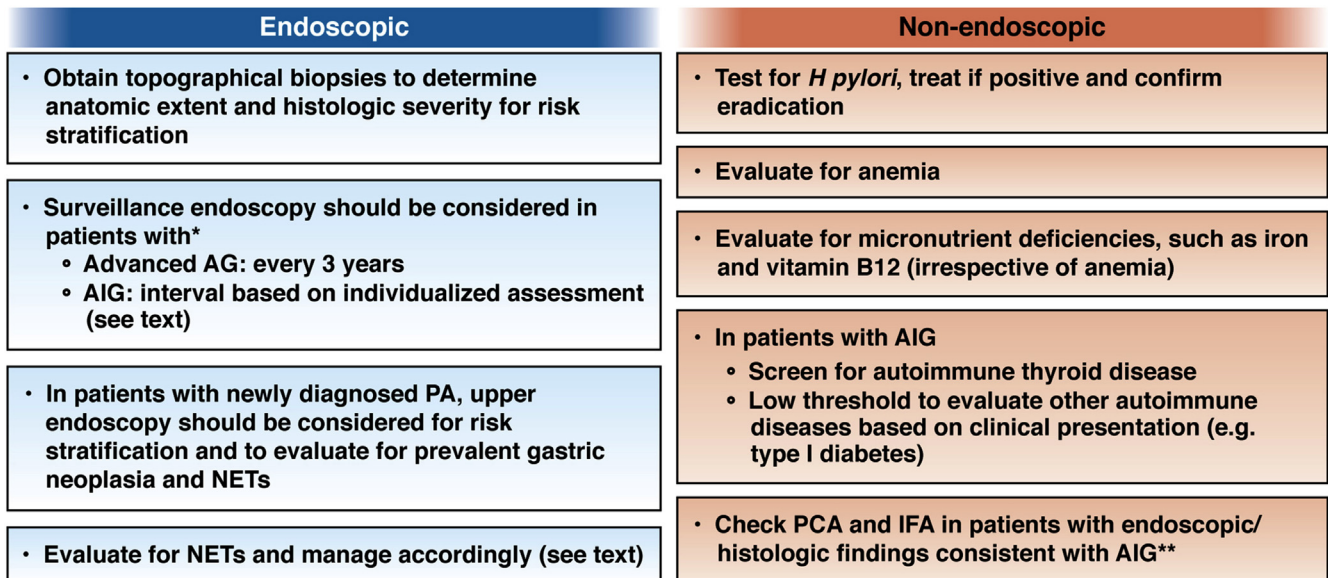 Endoscopic
• Obtain topographical biopsies to determine
anatomic extent and histologic severity for risk
stratification
• Surveillance endoscopy should be considered in
patients with*
∘ Advanced AG: every 3 years
∘ AIG: interval based on individualized assessment
(see text)
• In patients with newly diagnosed PA, upper
endoscopy should be considered for risk
stratification and to evaluate for prevalent gastric
neoplasia and NETs
• Evaluate for NETs and manage accordingly (see text)
Non-endoscopic
• Test for H pylori, treat if positive and confirm
eradication
• Evaluate for anemia
• Evaluate for micronutrient deficiencies, such as iron
and vitamin B12 (irrespective of anemia)
• In patients with AIG
∘ Screen for autoimmune thyroid disease
∘ Low threshold to evaluate other autoimmune
diseases based on clinical presentation (e.g.
type I diabetes)
• Check PCA and IFA in patients with endoscopic/
histologic findings consistent with AIG**